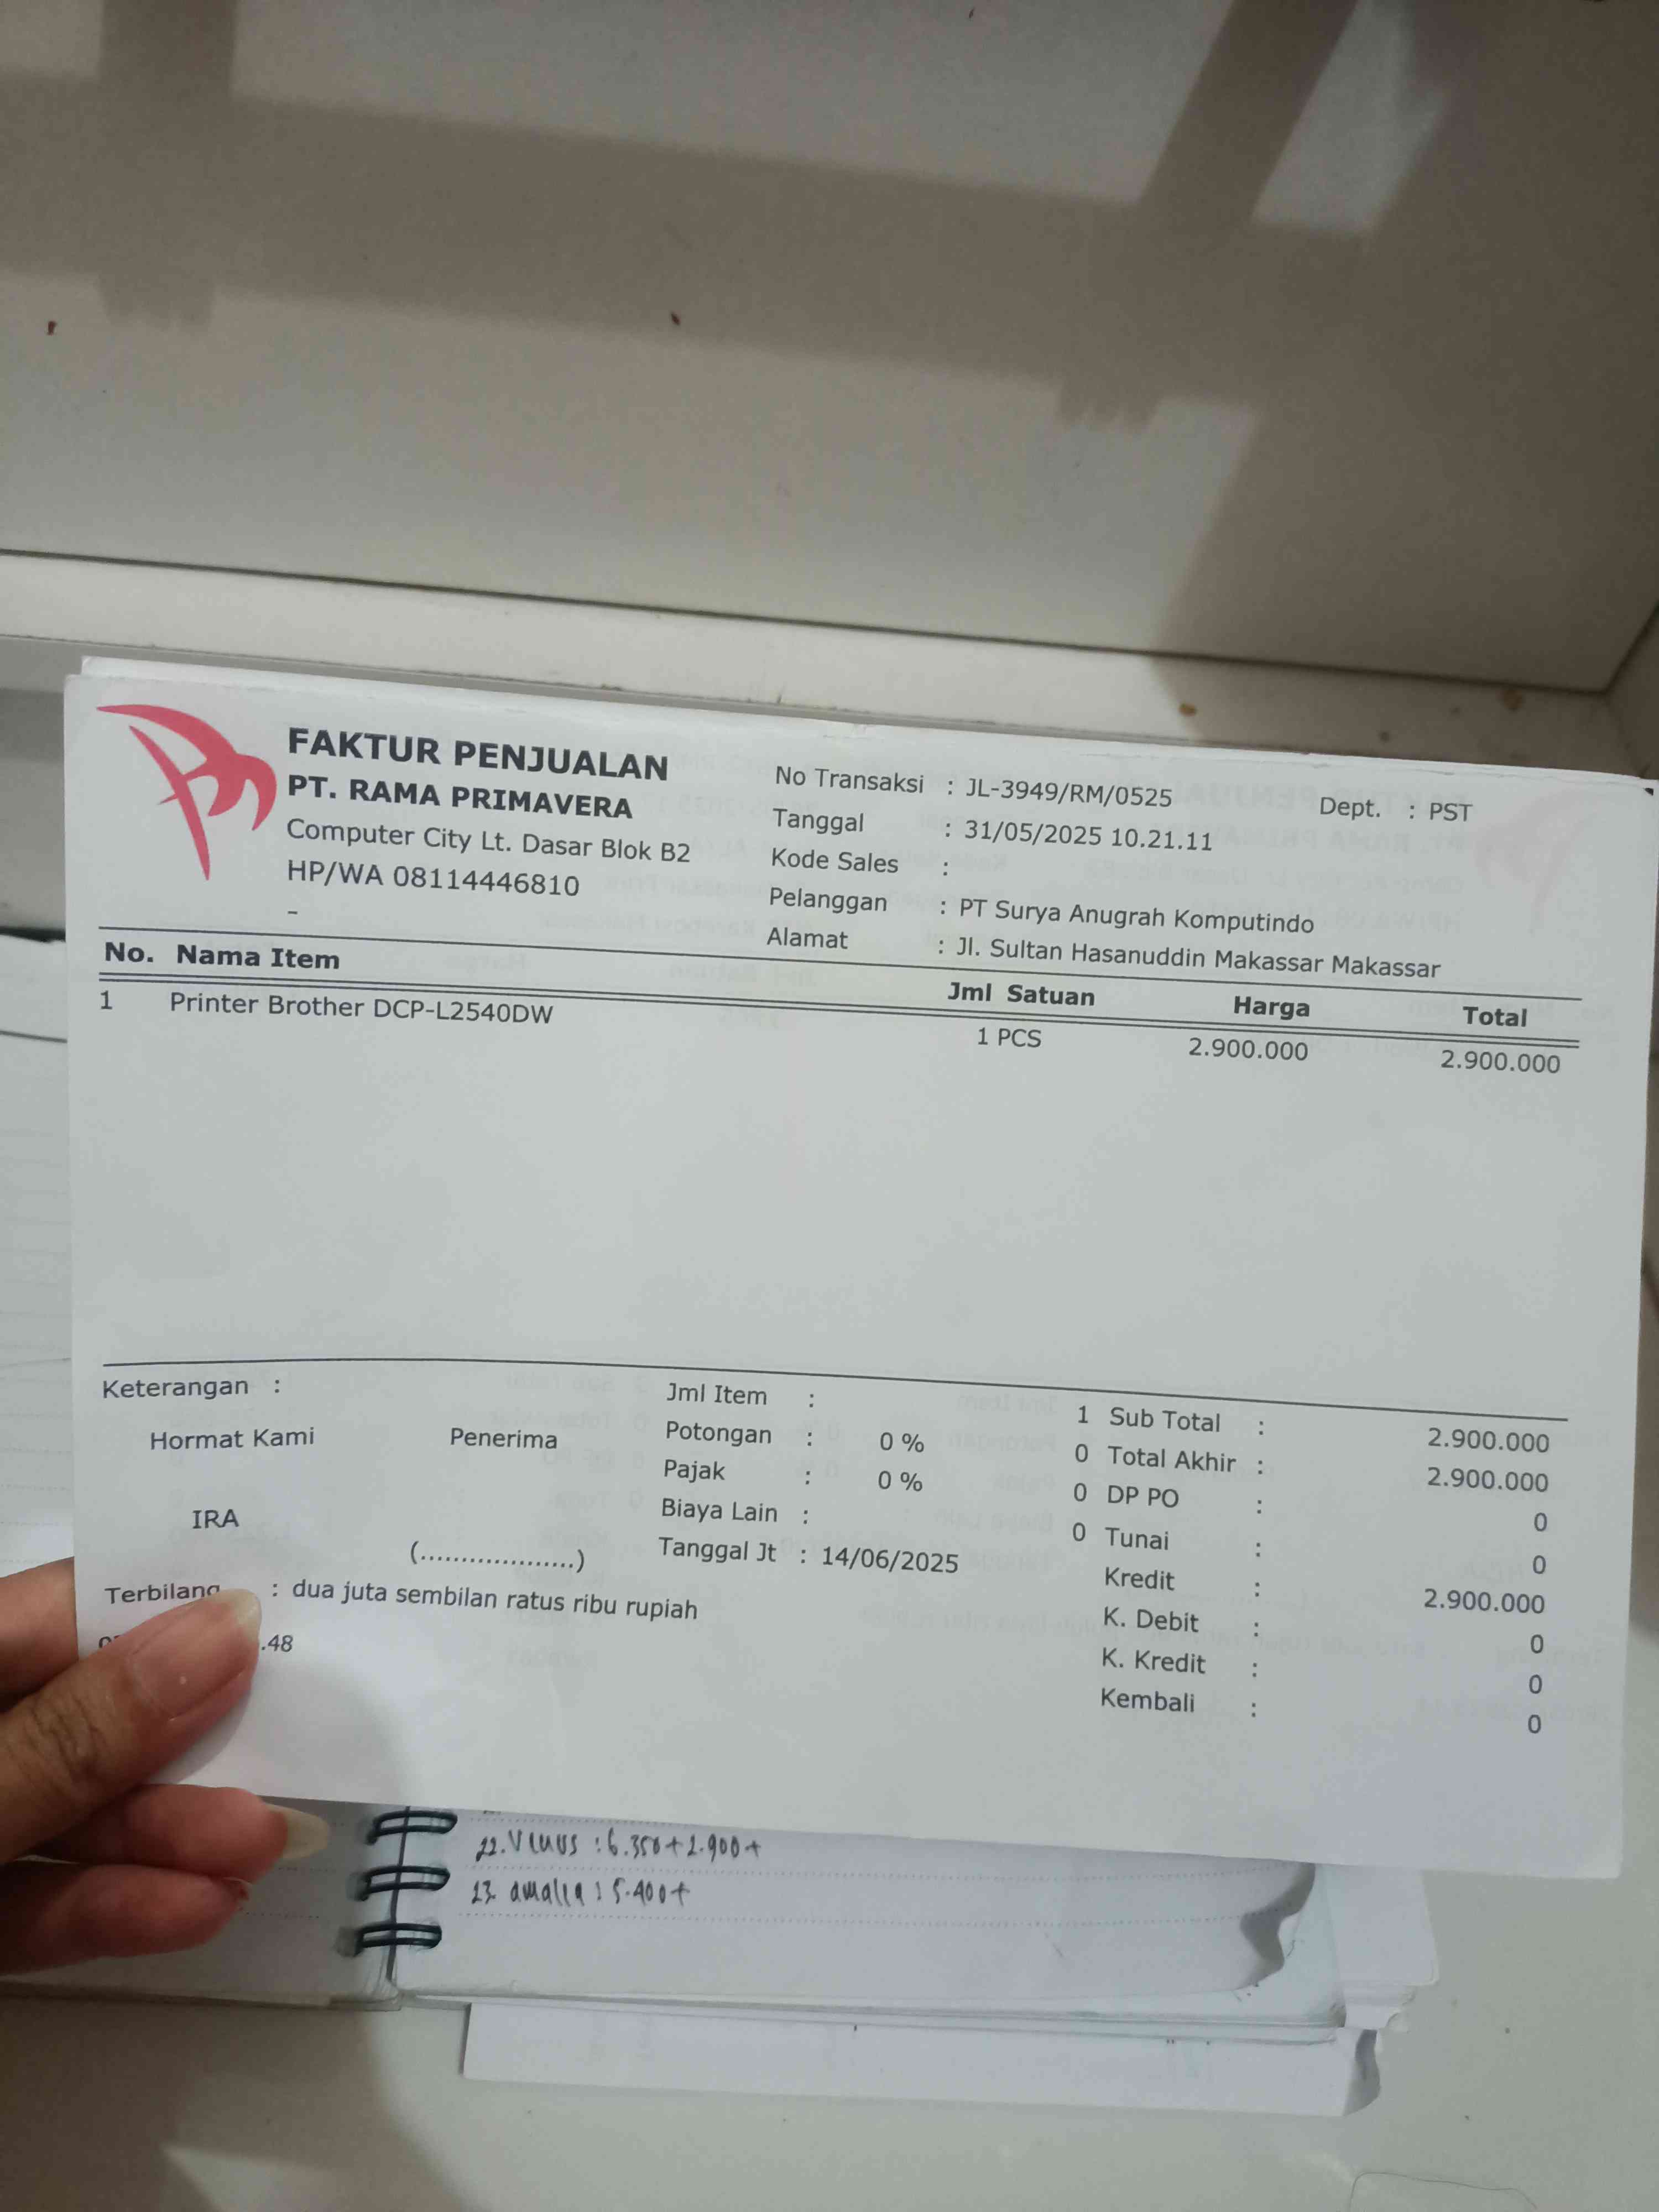 FAKTUR PENJUALAN
PT. RAMA PRIMAVERA
Computer City Lt. Dasar Blok B2
HP/WA 08114446810
-
No Transaksi : JL-3949/RM/0525 Dept. : PST
Tanggal : 31/05/2025 10.21.11
Kode Sales :
Pelanggan : PT Surya Anugrah Komputindo
Alamat : Jl. Sultan Hasanuddin Makassar Makassar
No. Nama Item Jml Satuan Harga Total
1 Printer Brother DCP-L2540DW 1 PCS 2.900.000 2.900.000
Keterangan :
Hormat Kami Penerima
IRA
(...................)
Jml Item : 1
Potongan : 0 % 0
Pajak : 0 % 0
Biaya Lain : 0
Tanggal Jt : 14/06/2025
Sub Total : 2.900.000
Total Akhir : 2.900.000
DP PO : 0
Tunai : 0
Kredit : 2.900.000
K. Debit : 0
K. Kredit : 0
Kembali : 0
Terbilang : dua juta sembilan ratus ribu rupiah
.48
22. Venus : 6.350+2.900+
23. amalia : 5.400+